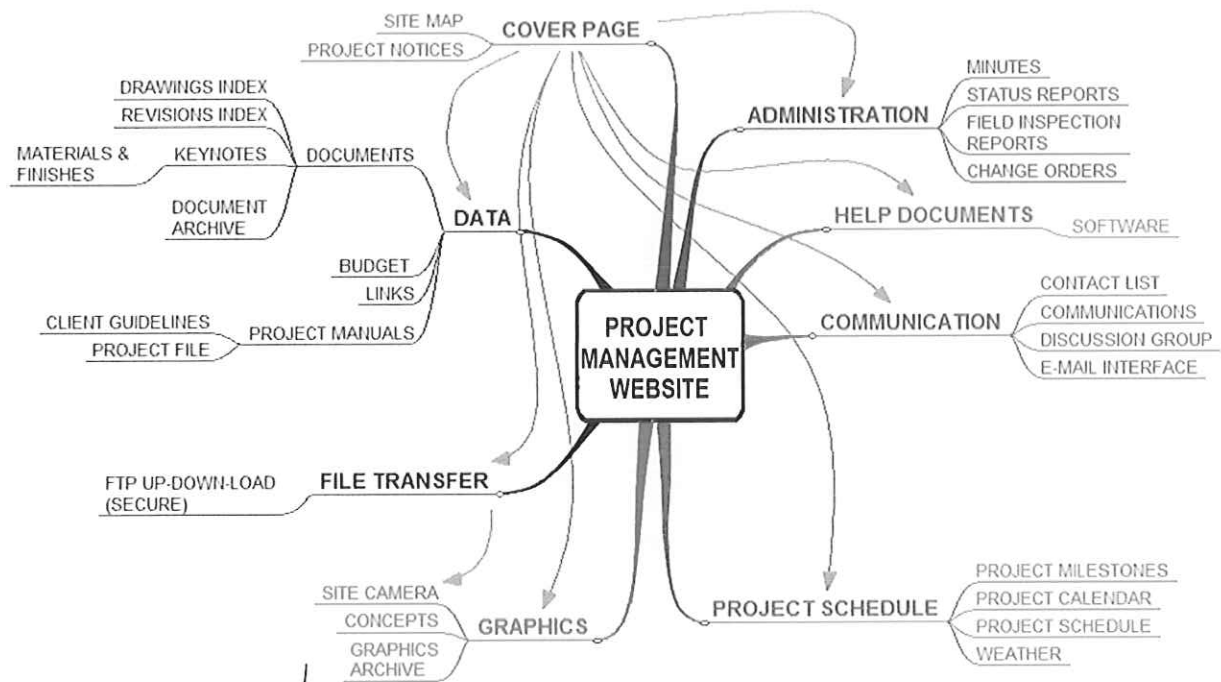 SITE MAP
PROJECT NOTICES
COVER PAGE
DRAWINGS INDEX
REVISIONS INDEX
MATERIALS &
FINISHES
KEYNOTES
DOCUMENT
ARCHIVE
DOCUMENTS
BUDGET
LINKS
CLIENT GUIDELINES
PROJECT FILE
PROJECT MANUALS
DATA
FTP UP-DOWN-LOAD
(SECURE)
FILE TRANSFER
SITE CAMERA
CONCEPTS
GRAPHICS
ARCHIVE
GRAPHICS
PROJECT
MANAGEMENT
WEBSITE
ADMINISTRATION
MINUTES
STATUS REPORTS
FIELD INSPECTION
REPORTS
CHANGE ORDERS
HELP DOCUMENTS
SOFTWARE
COMMUNICATION
CONTACT LIST
COMMUNICATIONS
DISCUSSION GROUP
E-MAIL INTERFACE
PROJECT SCHEDULE
PROJECT MILESTONES
PROJECT CALENDAR
PROJECT SCHEDULE
WEATHER